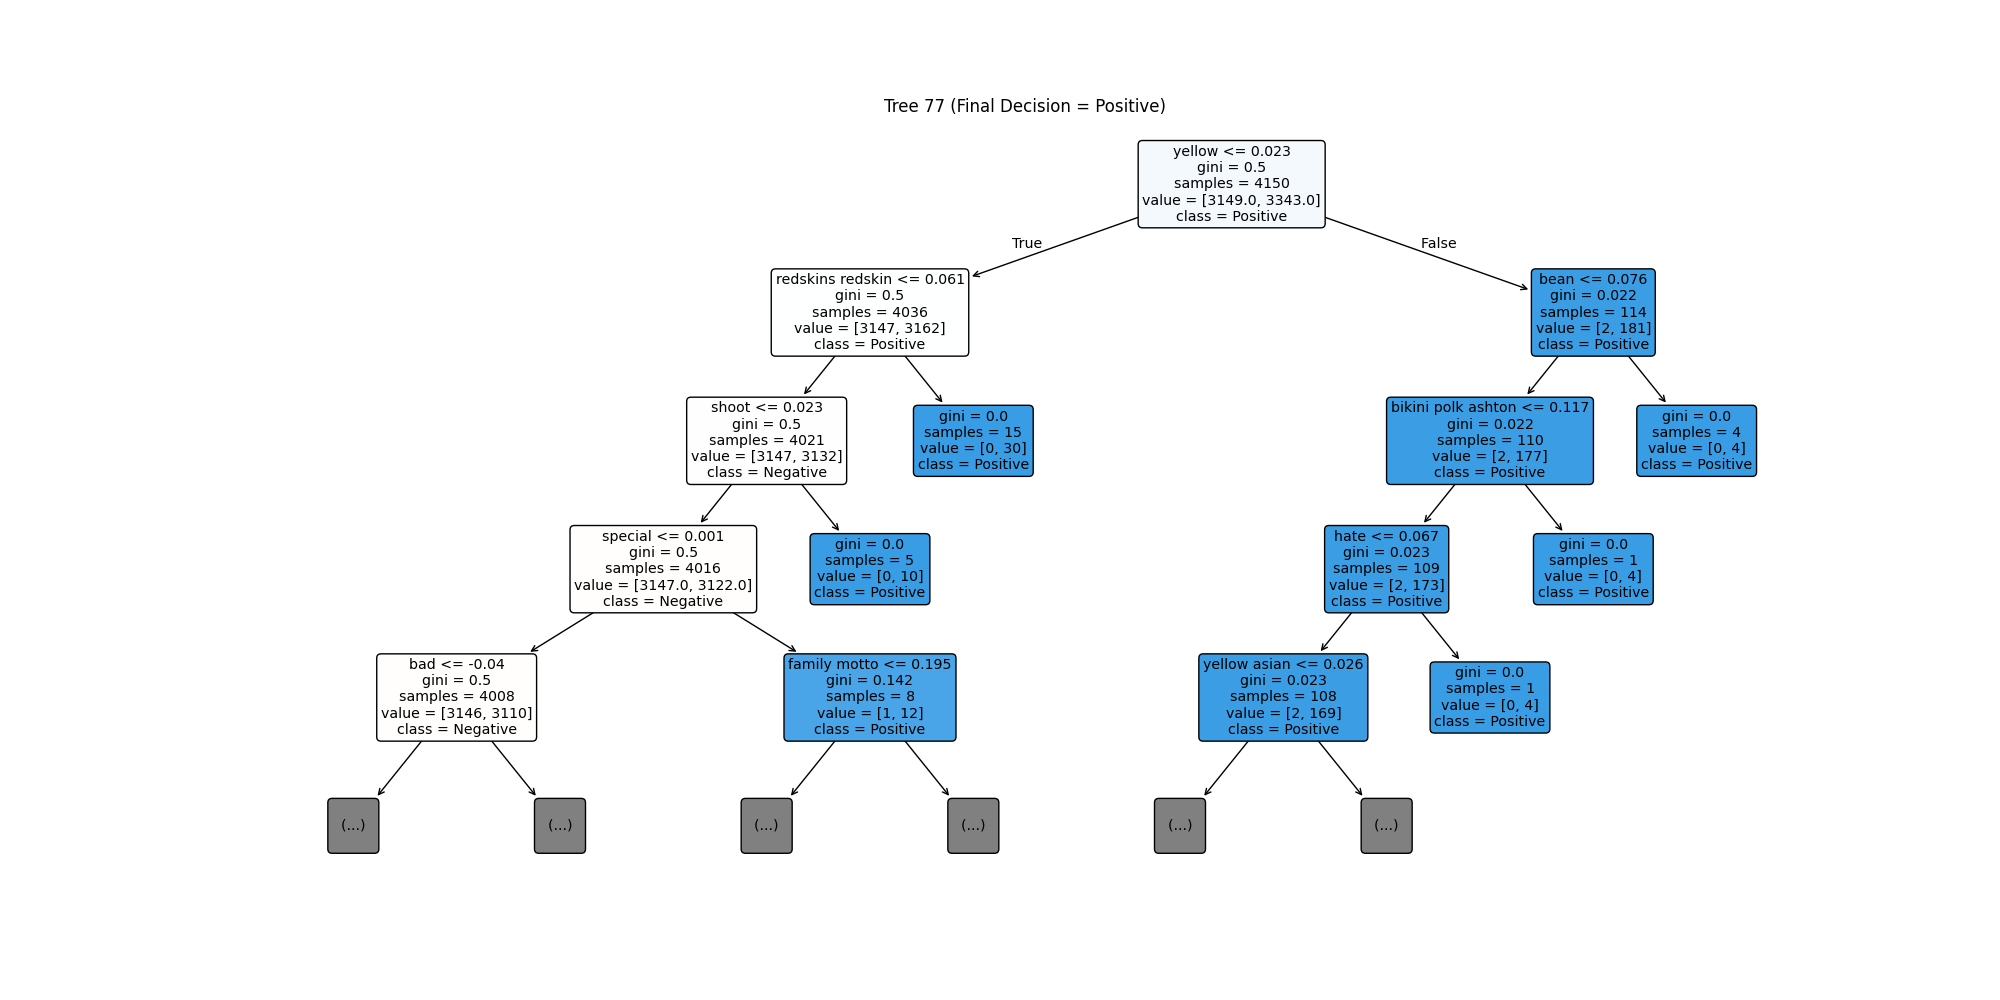 Tree 77 (Final Decision = Positive)
yellow <= 0.023
gini = 0.5
samples = 4150
value = [3149.0, 3343.0]
class = Positive
True
False
redskins redskin <= 0.061
gini = 0.5
samples = 4036
value = [3147, 3162]
class = Positive
bean <= 0.076
gini = 0.022
samples = 114
value = [2, 181]
class = Positive
shoot <= 0.023
gini = 0.5
samples = 4021
value = [3147, 3132]
class = Negative
gini = 0.0
samples = 15
value = [0, 30]
class = Positive
bikini polk ashton <= 0.117
gini = 0.022
samples = 110
value = [2, 177]
class = Positive
gini = 0.0
samples = 4
value = [0, 4]
class = Positive
special <= 0.001
gini = 0.5
samples = 4016
value = [3147.0, 3122.0]
class = Negative
gini = 0.0
samples = 5
value = [0, 10]
class = Positive
hate <= 0.067
gini = 0.023
samples = 109
value = [2, 173]
class = Positive
gini = 0.0
samples = 1
value = [0, 4]
class = Positive
bad <= -0.04
gini = 0.5
samples = 4008
value = [3146, 3110]
class = Negative
family motto <= 0.195
gini = 0.142
samples = 8
value = [1, 12]
class = Positive
yellow asian <= 0.026
gini = 0.023
samples = 108
value = [2, 169]
class = Positive
gini = 0.0
samples = 1
value = [0, 4]
class = Positive
(...)
(...)
(...)
(...)
(...)
(...)